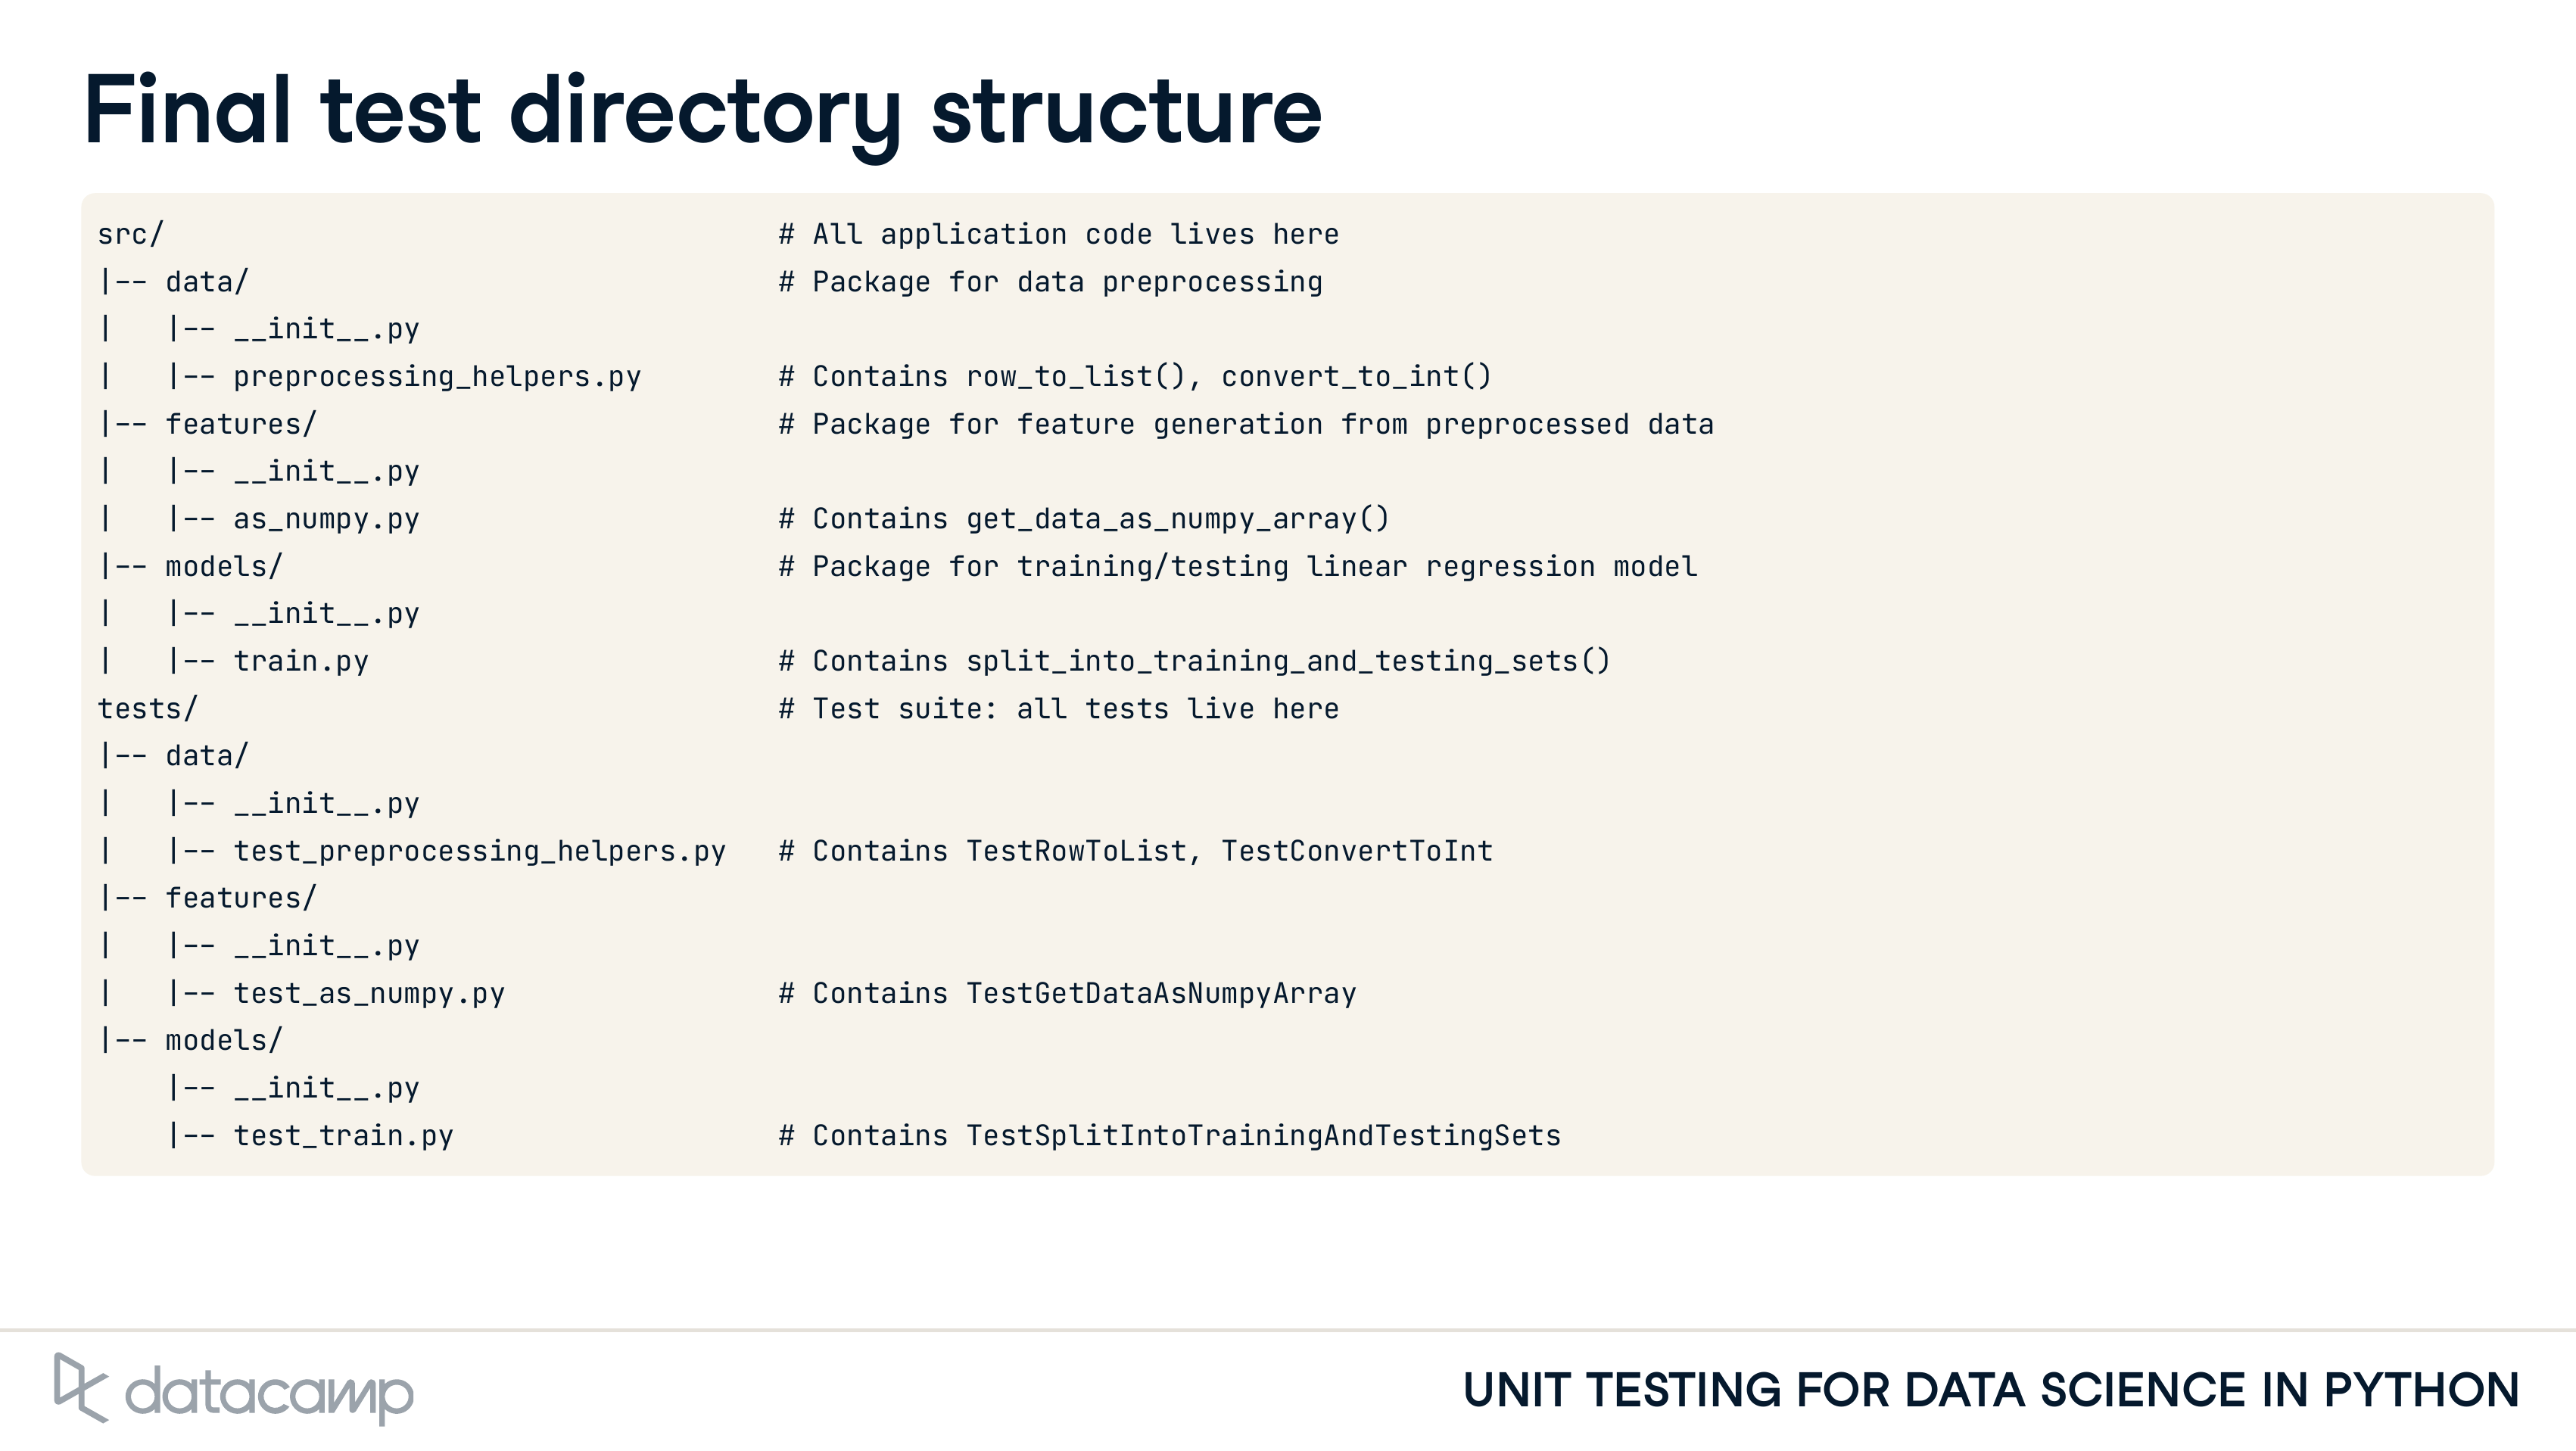 Final test directory structure
src/                                    # All application code lives here
|-- data/                               # Package for data preprocessing
|   |-- __init__.py
|   |-- preprocessing_helpers.py        # Contains row_to_list(), convert_to_int()
|-- features/                           # Package for feature generation from preprocessed data
|   |-- __init__.py
|   |-- as_numpy.py                     # Contains get_data_as_numpy_array()
|-- models/                             # Package for training/testing linear regression model
|   |-- __init__.py
|   |-- train.py                        # Contains split_into_training_and_testing_sets()
tests/                                  # Test suite: all tests live here
|-- data/
|   |-- __init__.py
|   |-- test_preprocessing_helpers.py   # Contains TestRowToList, TestConvertToInt
|-- features/
|   |-- __init__.py
|   |-- test_as_numpy.py                # Contains TestGetDataAsNumpyArray
|-- models/
    |-- __init__.py
    |-- test_train.py                   # Contains TestSplitIntoTrainingAndTestingSets
datacamp
UNIT TESTING FOR DATA SCIENCE IN PYTHON